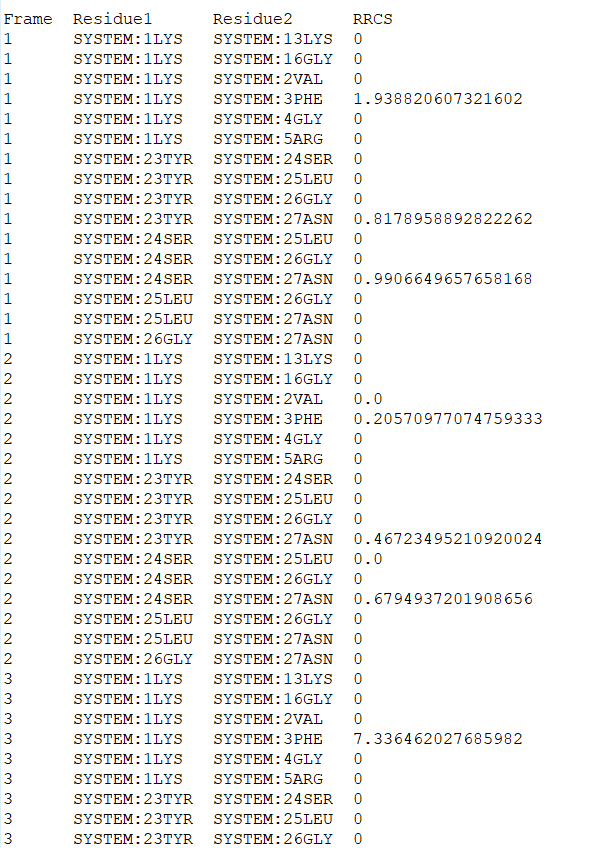 Frame  Residue1      Residue2      RRCS
1      SYSTEM:1LYS   SYSTEM:13LYS  0
1      SYSTEM:1LYS   SYSTEM:16GLY  0
1      SYSTEM:1LYS   SYSTEM:2VAL   0
1      SYSTEM:1LYS   SYSTEM:3PHE   1.938820607321602
1      SYSTEM:1LYS   SYSTEM:4GLY   0
1      SYSTEM:1LYS   SYSTEM:5ARG   0
1      SYSTEM:23TYR  SYSTEM:24SER  0
1      SYSTEM:23TYR  SYSTEM:25LEU  0
1      SYSTEM:23TYR  SYSTEM:26GLY  0
1      SYSTEM:23TYR  SYSTEM:27ASN  0.8178958892822262
1      SYSTEM:24SER  SYSTEM:25LEU  0
1      SYSTEM:24SER  SYSTEM:26GLY  0
1      SYSTEM:24SER  SYSTEM:27ASN  0.9906649657658168
1      SYSTEM:25LEU  SYSTEM:26GLY  0
1      SYSTEM:25LEU  SYSTEM:27ASN  0
1      SYSTEM:26GLY  SYSTEM:27ASN  0
2      SYSTEM:1LYS   SYSTEM:13LYS  0
2      SYSTEM:1LYS   SYSTEM:16GLY  0
2      SYSTEM:1LYS   SYSTEM:2VAL   0.0
2      SYSTEM:1LYS   SYSTEM:3PHE   0.20570977074759333
2      SYSTEM:1LYS   SYSTEM:4GLY   0
2      SYSTEM:1LYS   SYSTEM:5ARG   0
2      SYSTEM:23TYR  SYSTEM:24SER  0
2      SYSTEM:23TYR  SYSTEM:25LEU  0
2      SYSTEM:23TYR  SYSTEM:26GLY  0
2      SYSTEM:23TYR  SYSTEM:27ASN  0.46723495210920024
2      SYSTEM:24SER  SYSTEM:25LEU  0.0
2      SYSTEM:24SER  SYSTEM:26GLY  0
2      SYSTEM:24SER  SYSTEM:27ASN  0.6794937201908656
2      SYSTEM:25LEU  SYSTEM:26GLY  0
2      SYSTEM:25LEU  SYSTEM:27ASN  0
2      SYSTEM:26GLY  SYSTEM:27ASN  0
3      SYSTEM:1LYS   SYSTEM:13LYS  0
3      SYSTEM:1LYS   SYSTEM:16GLY  0
3      SYSTEM:1LYS   SYSTEM:2VAL   0
3      SYSTEM:1LYS   SYSTEM:3PHE   7.336462027685982
3      SYSTEM:1LYS   SYSTEM:4GLY   0
3      SYSTEM:1LYS   SYSTEM:5ARG   0
3      SYSTEM:23TYR  SYSTEM:24SER  0
3      SYSTEM:23TYR  SYSTEM:25LEU  0
3      SYSTEM:23TYR  SYSTEM:26GLY  0